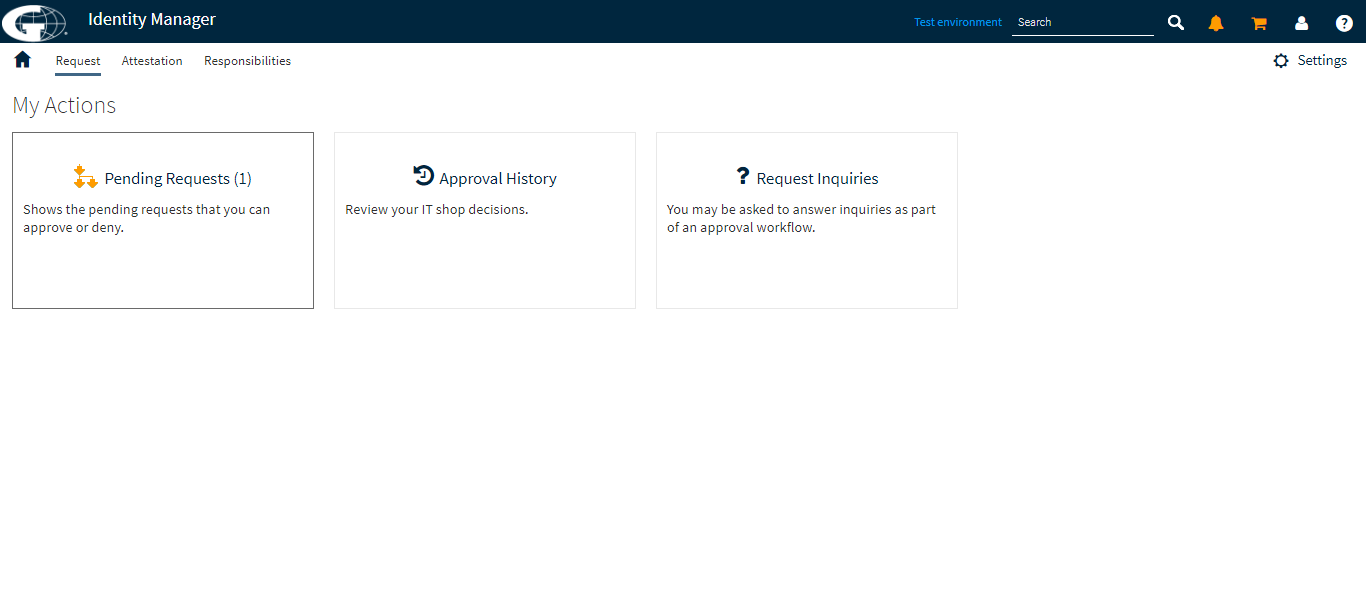 Identity Manager
Test environment
Search
Request
Attestation
Responsibilities
Settings
My Actions
Pending Requests (1)
Shows the pending requests that you can
approve or deny.
Approval History
Review your IT shop decisions.
? Request Inquiries
You may be asked to answer inquiries as part
of an approval workflow.